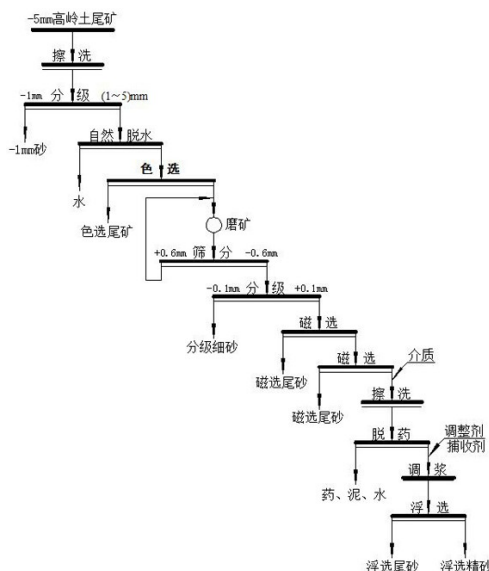 -5mm高岭土尾矿
擦 洗
-1mm 分 级 (1~5)mm
-1mm砂
自然 脱水
水
色 选
色选尾矿
磨矿
+0.6mm 筛 分 -0.6mm
-0.1mm 分 级 +0.1mm
分级细砂
磁 选
磁选尾砂
磁 选
介质
磁选尾砂
擦 洗
脱 药
调整剂
捕收剂
药、泥、水
调 浆
浮 选
浮选尾砂
浮选精砂